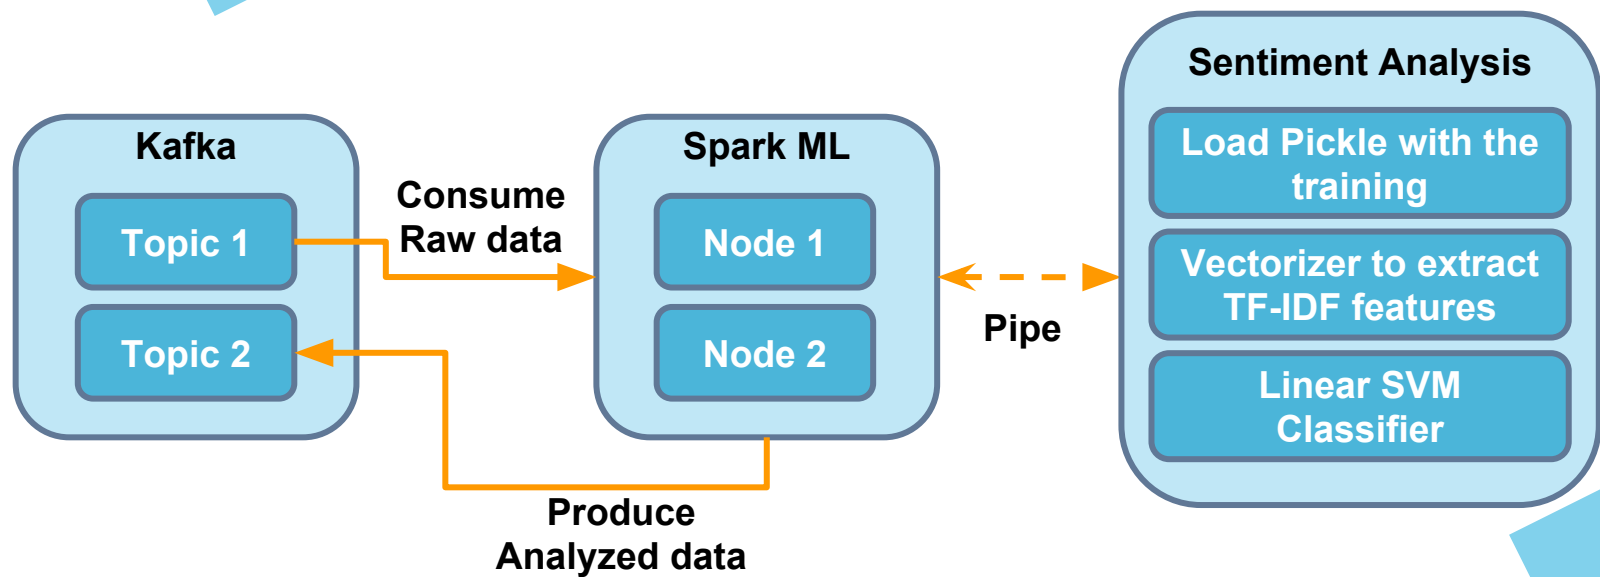 Kafka
Topic 1
Topic 2
Consume
Raw data
Spark ML
Node 1
Node 2
Produce
Analyzed data
Pipe
Sentiment Analysis
Load Pickle with the
training
Vectorizer to extract
TF-IDF features
Linear SVM
Classifier